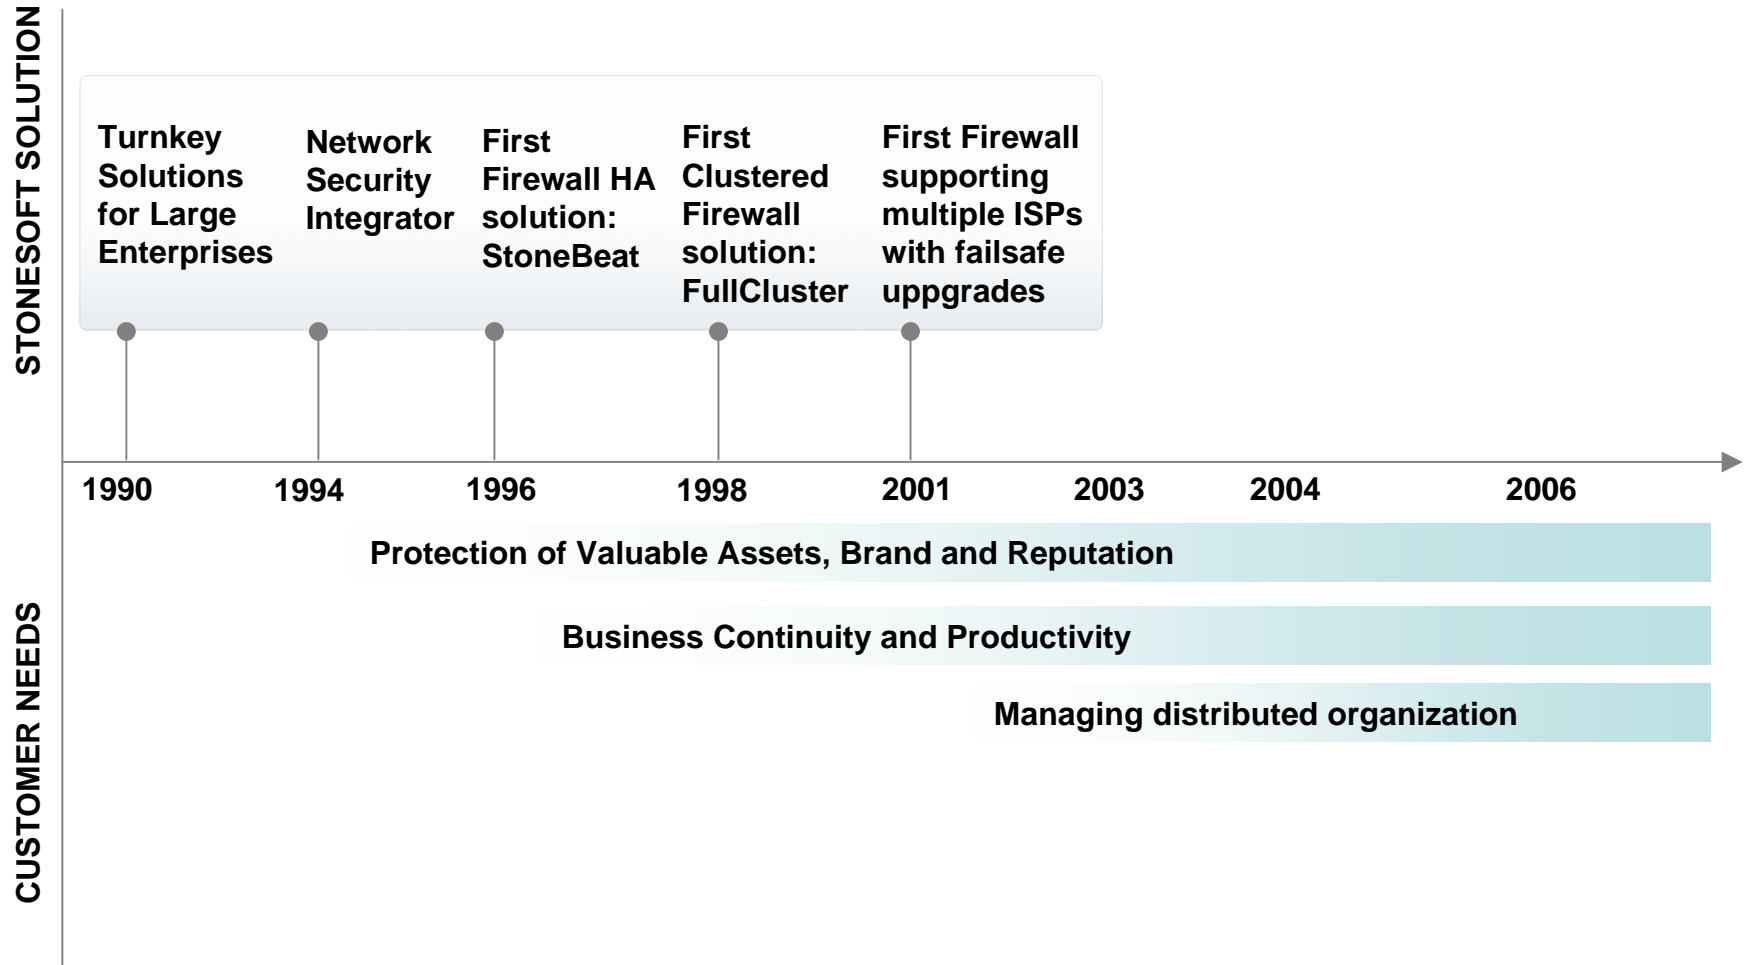 STONESOFT SOLUTION
Turnkey
Solutions
for Large
Enterprises
Network
Security
Integrator
First
Firewall HA
solution:
StoneBeat
First
Clustered
Firewall
solution:
FullCluster
First Firewall
supporting
multiple ISPs
with failsafe
uppgrades
1990 1994 1996 1998 2001 2003 2004 2006
CUSTOMER NEEDS
Protection of Valuable Assets, Brand and Reputation
Business Continuity and Productivity
Managing distributed organization